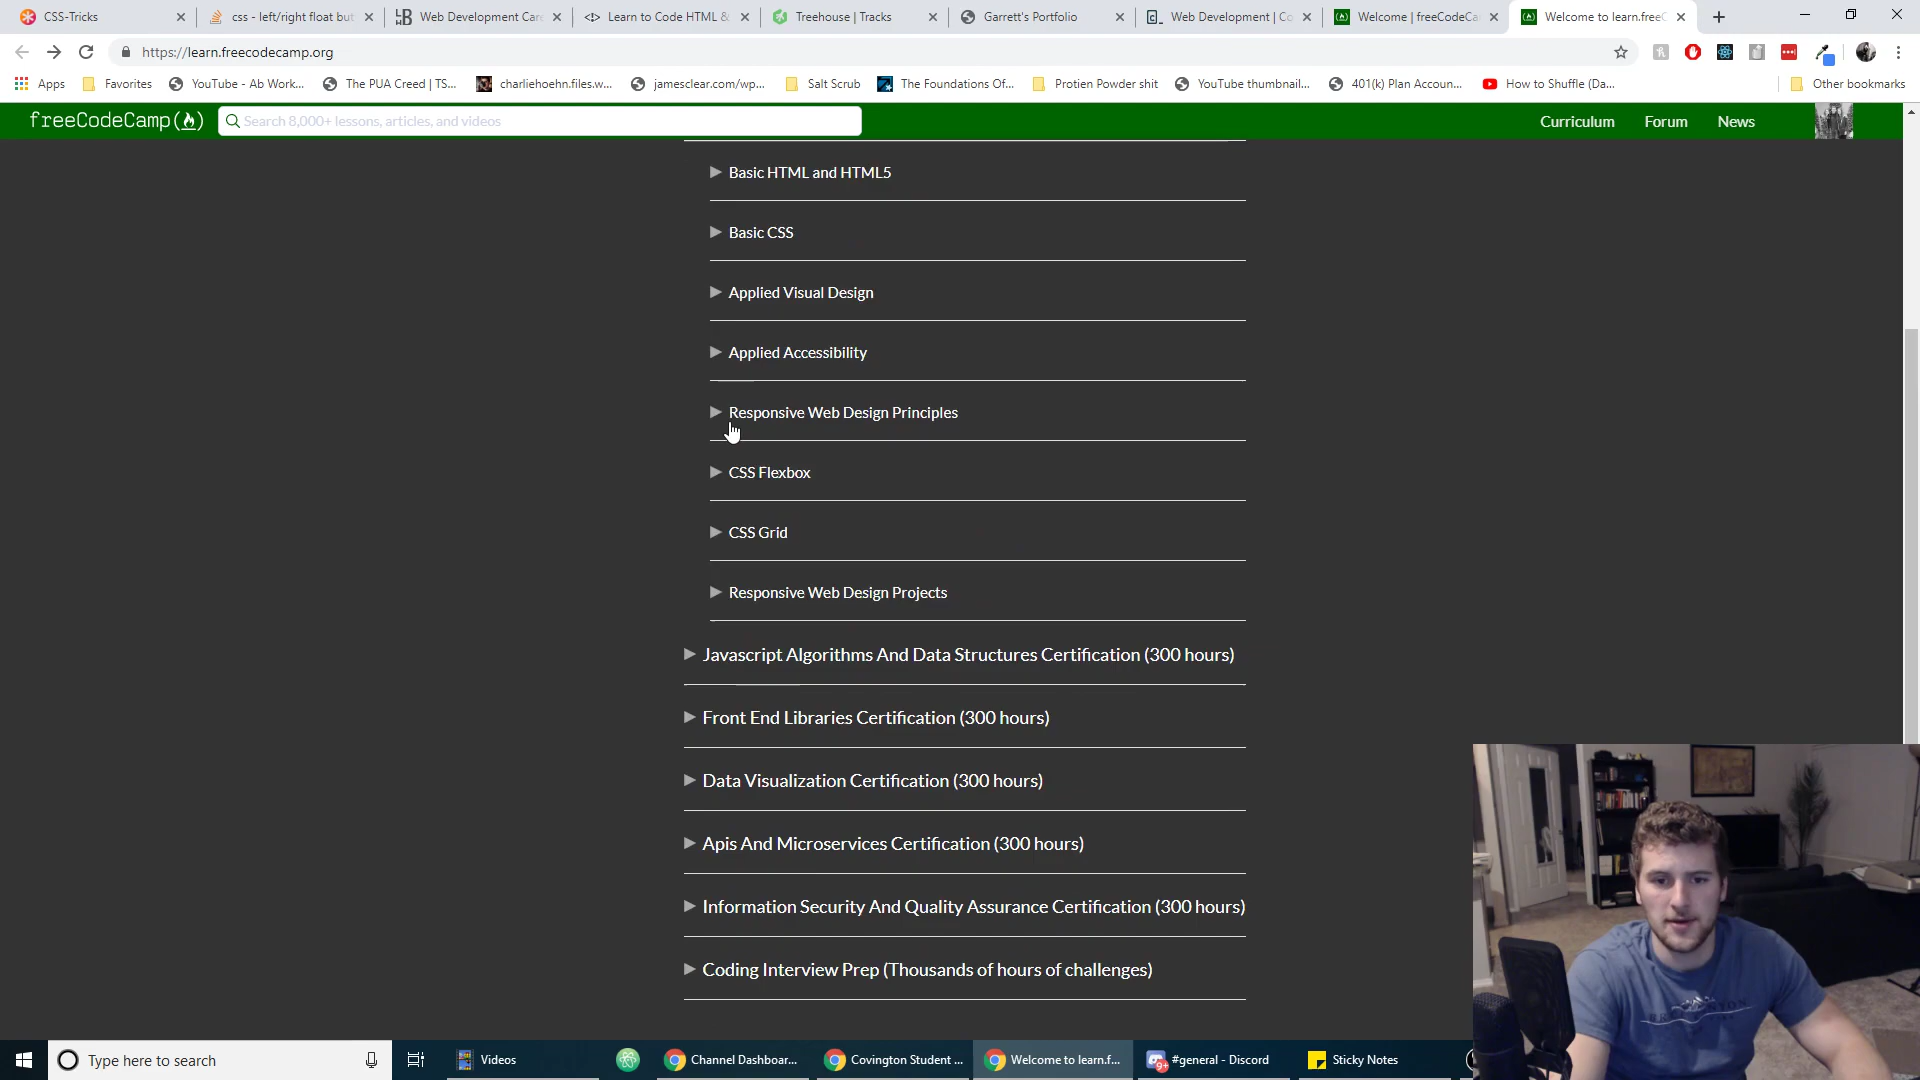 CSS-Tricks
css - left/right float but
Web Development Car
Learn to Code HTML &
Treehouse | Tracks
Garrett's Portfolio
Web Development | Co
Welcome | freeCodeCa
Welcome to learn.freeC
https://learn.freecodecamp.org
Apps
Favorites
YouTube - Ab Work...
The PUA Creed | TS...
charliehoehn.files.w...
jamesclear.com/wp...
Salt Scrub
The Foundations Of...
Protien Powder shit
YouTube thumbnail...
401(k) Plan Accoun...
How to Shuffle (Da...
Other bookmarks
freeCodeCamp
Search 8,000+ lessons, articles, and videos
Curriculum
Forum
News
Basic HTML and HTML5
Basic CSS
Applied Visual Design
Applied Accessibility
Responsive Web Design Principles
CSS Flexbox
CSS Grid
Responsive Web Design Projects
Javascript Algorithms And Data Structures Certification (300 hours)
Front End Libraries Certification (300 hours)
Data Visualization Certification (300 hours)
Apis And Microservices Certification (300 hours)
Information Security And Quality Assurance Certification (300 hours)
Coding Interview Prep (Thousands of hours of challenges)
Type here to search
Videos
Channel Dashboar...
Covington Student ...
Welcome to learn.f...
9+
#general - Discord
Sticky Notes